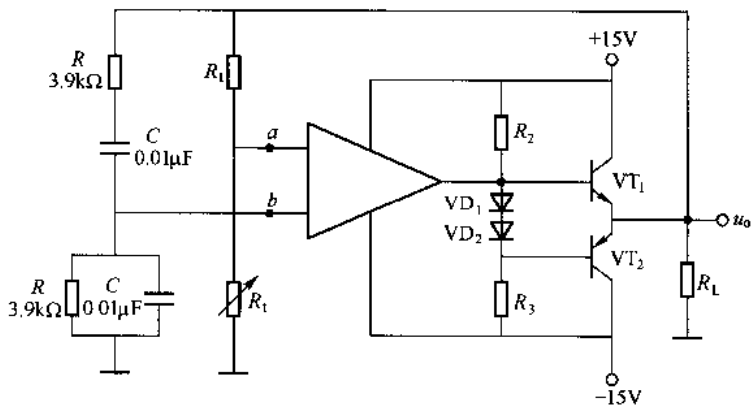 +15V
R
3.9kΩ
R1
C
0.01μF
a
b
R2
VD1
VD2
VT1
VT2
uo
R
3.9kΩ
C
0.01μF
Rt
R3
RL
−15V